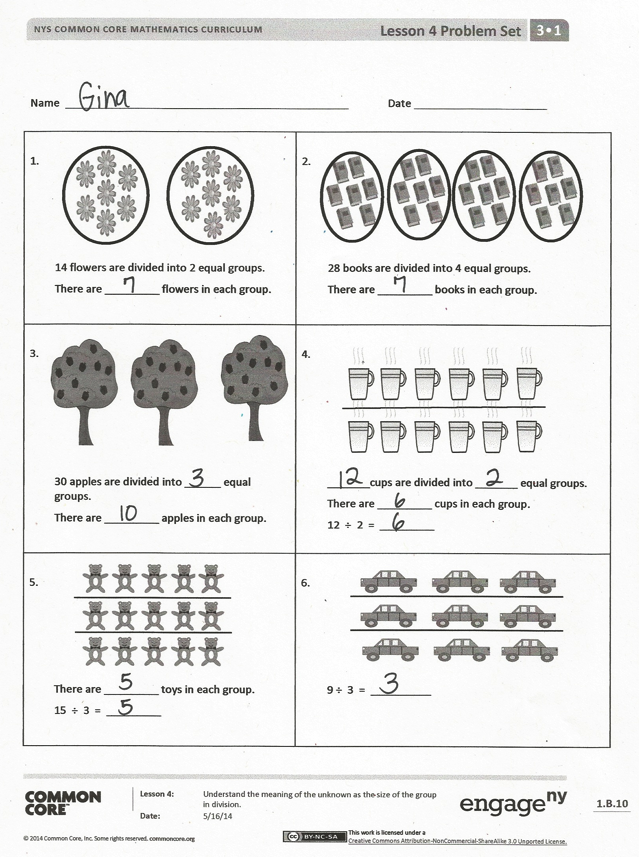 NYS COMMON CORE MATHEMATICS CURRICULUM Lesson 4 Problem Set 3•1
Name Gina Date
1.
14 flowers are divided into 2 equal groups.
There are 7 flowers in each group.
2.
28 books are divided into 4 equal groups.
There are 7 books in each group.
3.
30 apples are divided into 3 equal
groups.
There are 10 apples in each group.
4.
12 cups are divided into 2 equal groups.
There are 6 cups in each group.
12 ÷ 2 = 6
5.
There are 5 toys in each group.
15 ÷ 3 = 5
6.
9 ÷ 3 = 3
COMMON
CORE™
Lesson 4: Understand the meaning of the unknown as the size of the group
in division.
Date: 5/16/14
engage ny
1.B.10
© 2014 Common Core, Inc. Some rights reserved. commoncore.org
cc BY-NC-SA
This work is licensed under a
Creative Commons Attribution-NonCommercial-ShareAlike 3.0 Unported License.